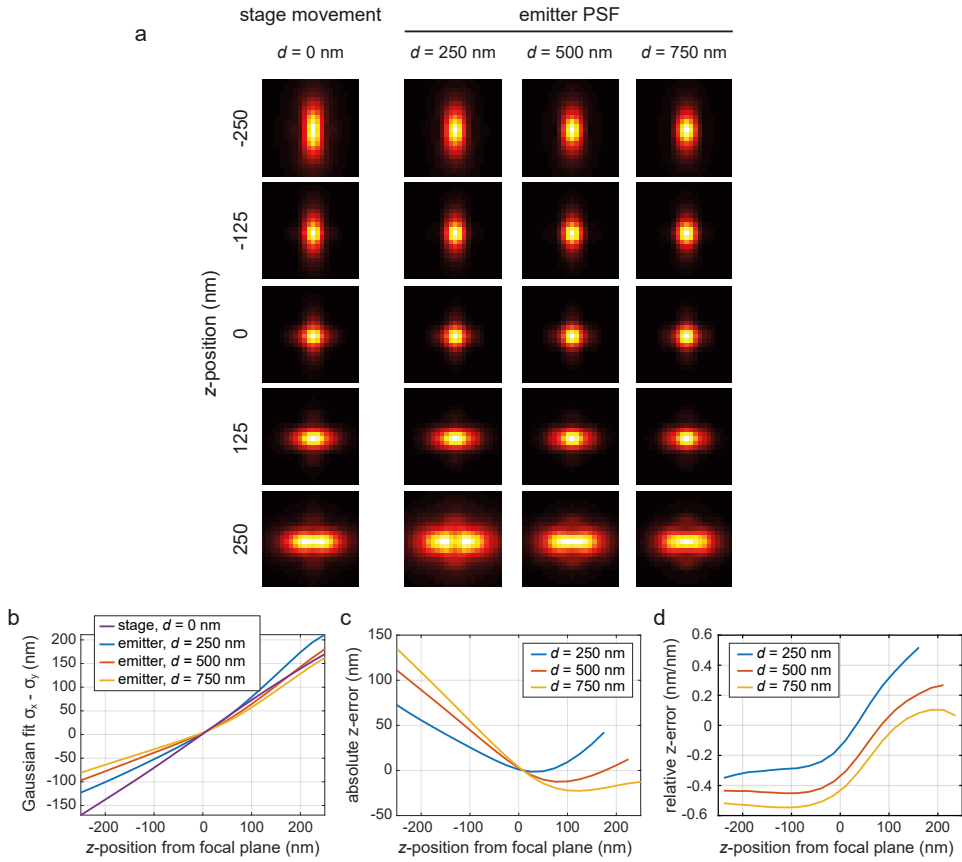 stage movement
emitter PSF
a
d = 0 nm
d = 250 nm
d = 500 nm
d = 750 nm
z-position (nm)
-250
-125
0
125
250
b
Gaussian fit σx - σy (nm)
200
150
100
50
0
-50
-100
-150
stage, d = 0 nm
emitter, d = 250 nm
emitter, d = 500 nm
emitter, d = 750 nm
-200
-100
0
100
200
z-position from focal plane (nm)
c
absolute z-error (nm)
150
100
50
0
-50
d = 250 nm
d = 500 nm
d = 750 nm
-200
-100
0
100
200
z-position from focal plane (nm)
d
relative z-error (nm/nm)
0.6
0.4
0.2
0
-0.2
-0.4
-0.6
d = 250 nm
d = 500 nm
d = 750 nm
-200
-100
0
100
200
z-position from focal plane (nm)